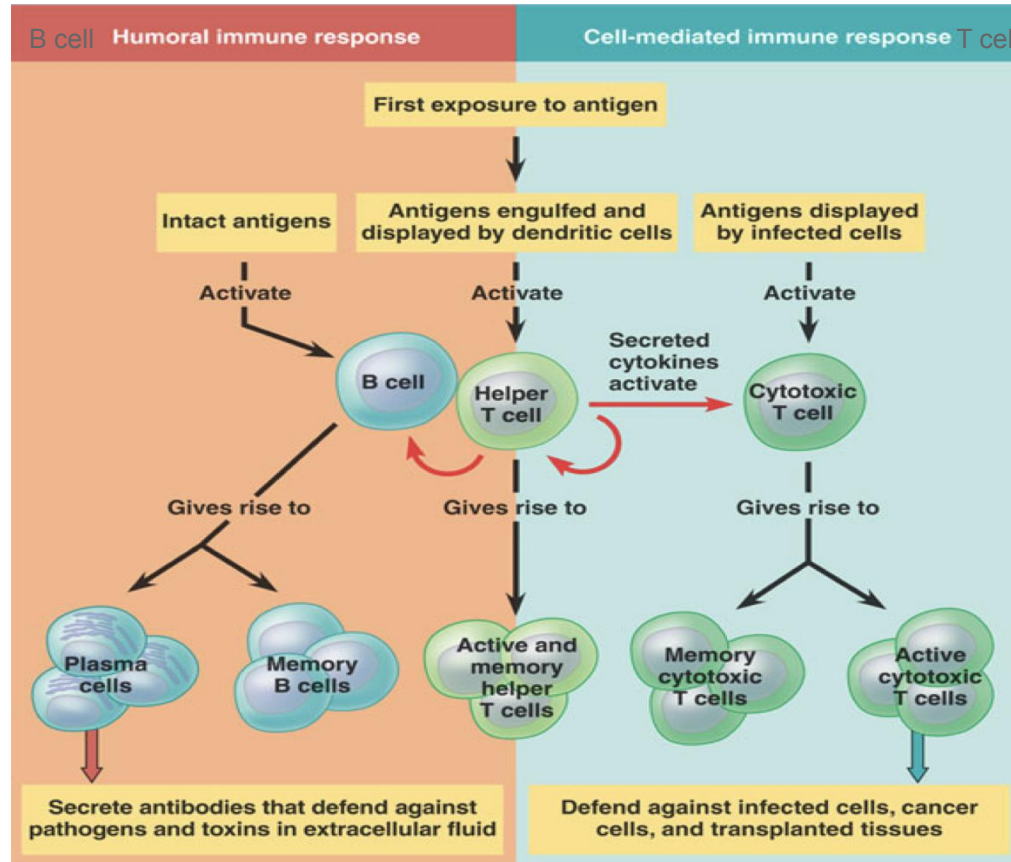 B cell Humoral immune response
Cell-mediated immune response T cel
First exposure to antigen
Intact antigens
Antigens engulfed and
displayed by dendritic cells
Antigens displayed
by infected cells
Activate
Activate
Activate
B cell
Helper
T cell
Secreted
cytokines
activate
Cytotoxic
T cell
Gives rise to
Gives rise to
Gives rise to
Plasma
cells
Memory
B cells
Active and
memory
helper
T cells
Memory
cytotoxic
T cells
Active
cytotoxic
T cells
Secrete antibodies that defend against
pathogens and toxins in extracellular fluid
Defend against infected cells, cancer
cells, and transplanted tissues